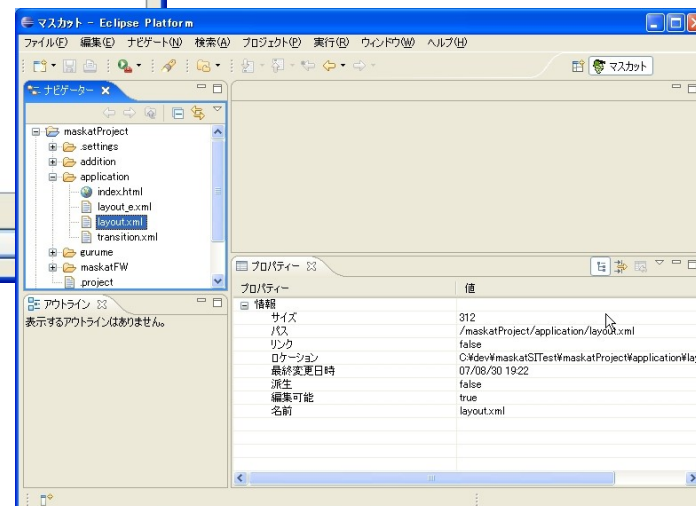 マスカット - Eclipse Platform
ファイル(F) 編集(E) ナビゲート(N) 検索(A) プロジェクト(P) 実行(R) ウィンドウ(W) ヘルプ(H)
マスカット
ナビゲーター
maskatProject
.settings
addition
application
index.html
layout_e.xml
layout.xml
transition.xml
gurume
maskatFW
.project
アウトライン
表示するアウトラインはありません。
プロパティー
プロパティー 値
情報
サイズ 312
パス /maskatProject/application/layout.xml
リンク false
ロケーション C:¥dev¥maskatSITest¥maskatProject¥application¥lay
最終変更日時 07/08/30 19:22
派生 false
編集可能 true
名前 layout.xml